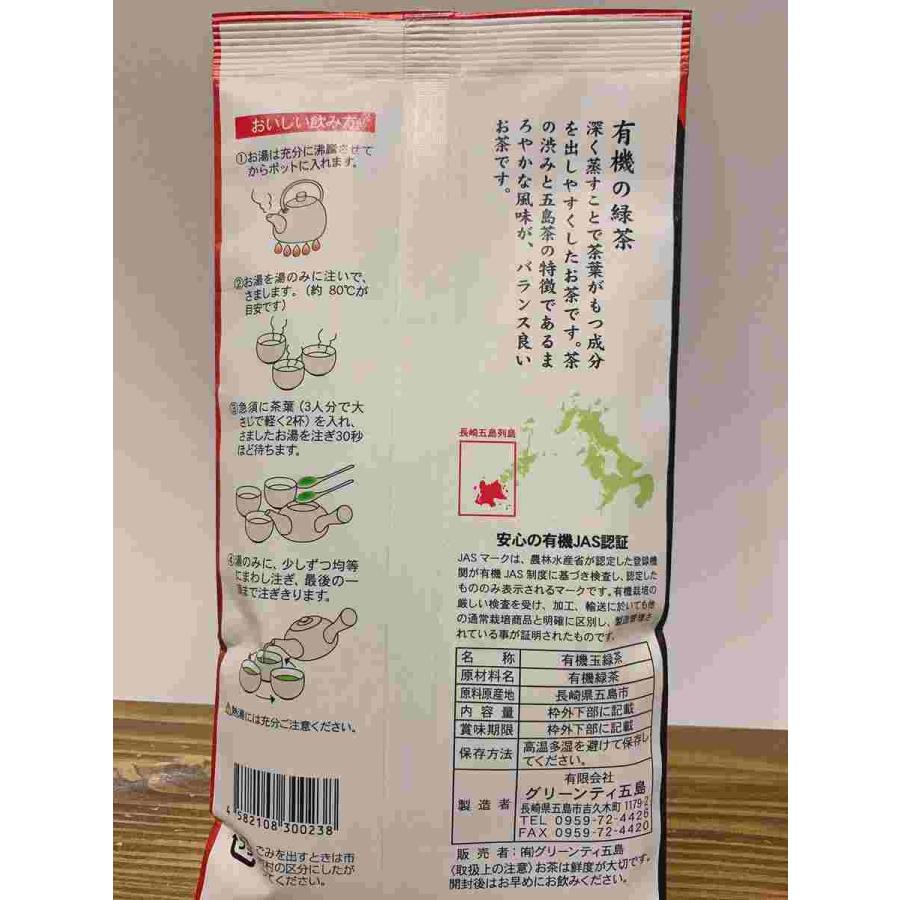 有機の緑茶
深く蒸すことで茶葉がもつ成分
を出しやすくしたお茶です。茶
の渋みと五島茶の特徴であるま
ろやかな風味が、バランス良い
お茶です。
おいしい飲み方
①お湯は充分に沸騰させて
からポットに入れます。
②お湯を湯のみに注いで、
さまします。(約 80℃が
目安です)
③急須に茶葉(3人分で大
さじで軽く2杯)を入れ、
さましたお湯を注ぎ30秒
ほど待ちます。
④湯のみに、少しずつ均等
にまわし注ぎ、最後の一
滴まで注ぎきります。
⚠熱湯には充分ご注意ください。
4582108300238
ごみを出すときは市
町村の区分にしたが
ってください。
長崎五島列島
安心の有機JAS認証
JAS マークは、農林水産省が認定した登録機
関が有機 JAS 制度に基づき検査し、認定した
もののみ表示されるマークです。有機栽培の
厳しい検査を受け、加工、輸送に於いても他
の通常栽培商品と明確に区別し、製造管理さ
れている事が証明されたものです。
名称 有機玉緑茶
原材料名 有機緑茶
原料原産地 長崎県五島市
内容量 枠外下部に記載
賞味期限 枠外下部に記載
保存方法 高温多湿を避けて保存し
てください。
製造者 有限会社
グリーンティ五島
長崎県五島市吉久木町1179-2
TEL 0959-72-4426
FAX 0959-72-4420
販売者:㈲グリーンティ五島
〈取扱上の注意〉お茶は鮮度が大切です。
開封後はお早めにお飲みください。